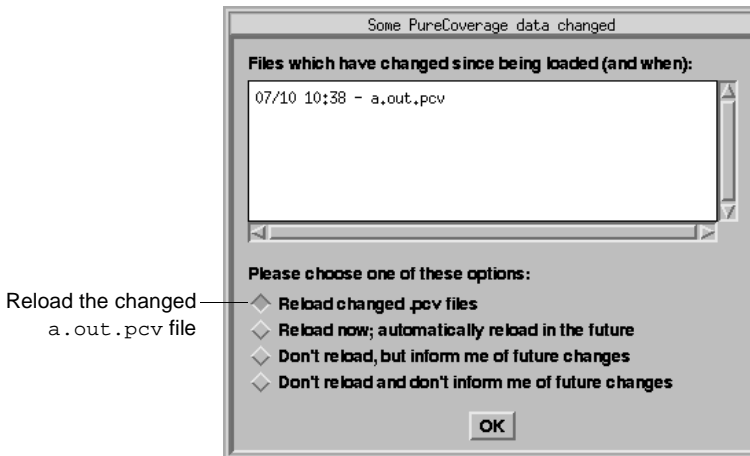 Some PureCoverage data changed
Files which have changed since being loaded (and when):
07/10 10:38 - a.out.pcv
Please choose one of these options:
Reload the changed
a.out.pcv file
Reload changed .pcv files
Reload now; automatically reload in the future
Don't reload, but inform me of future changes
Don't reload and don't inform me of future changes
OK